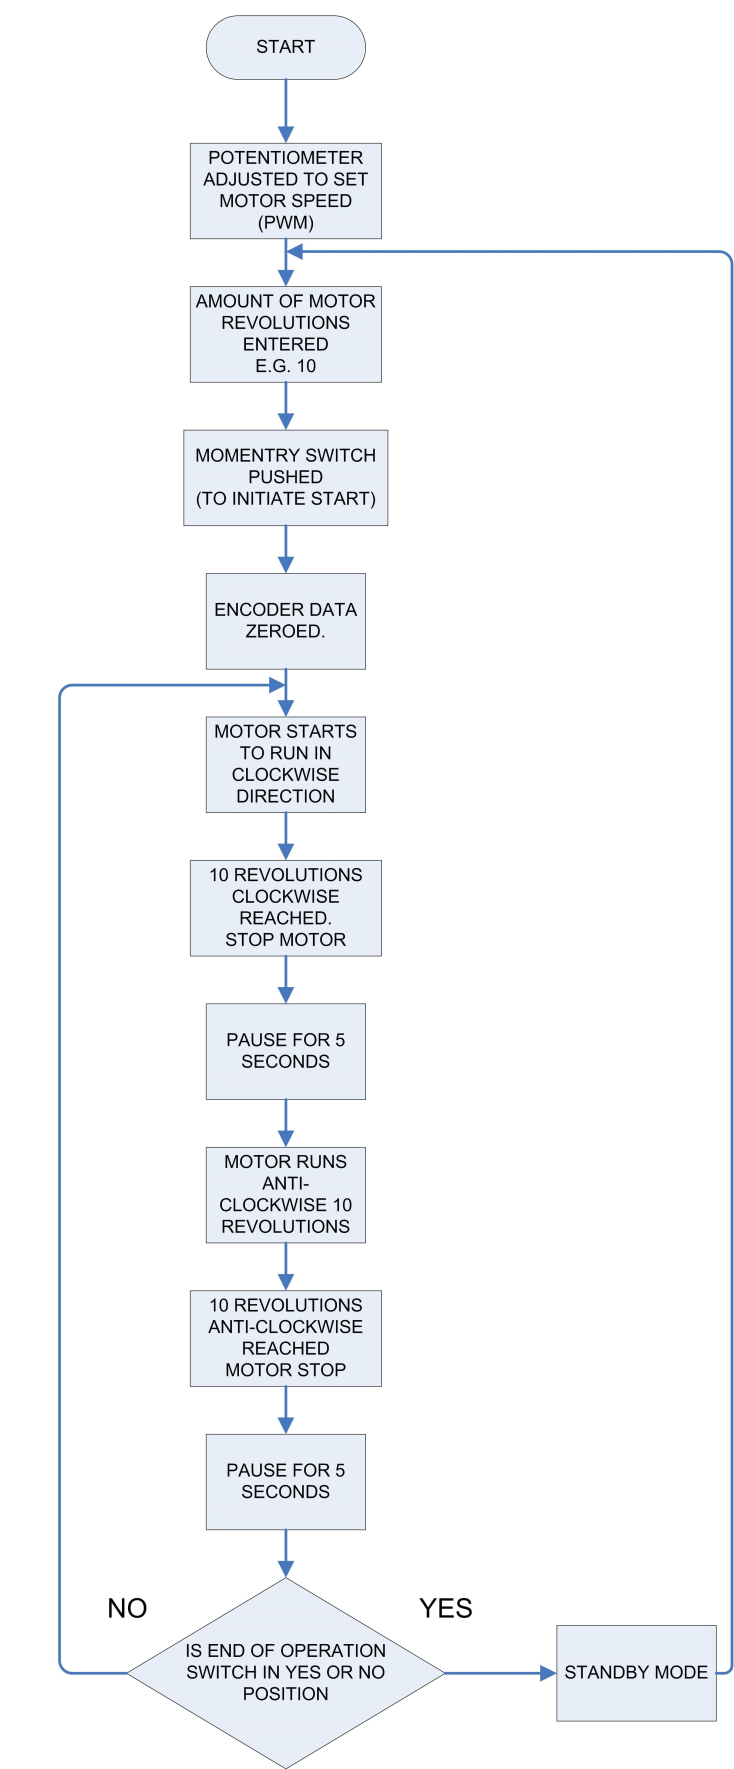 START
POTENTIOMETER
ADJUSTED TO SET
MOTOR SPEED
(PWM)
AMOUNT OF MOTOR
REVOLUTIONS
ENTERED
E.G. 10
MOMENTRY SWITCH
PUSHED
(TO INITIATE START)
ENCODER DATA
ZEROED.
MOTOR STARTS
TO RUN IN
CLOCKWISE
DIRECTION
10 REVOLUTIONS
CLOCKWISE
REACHED.
STOP MOTOR
PAUSE FOR 5
SECONDS
MOTOR RUNS
ANTI-
CLOCKWISE 10
REVOLUTIONS
10 REVOLUTIONS
ANTI-CLOCKWISE
REACHED
MOTOR STOP
PAUSE FOR 5
SECONDS
NO
YES
IS END OF OPERATION
SWITCH IN YES OR NO
POSITION
STANDBY MODE